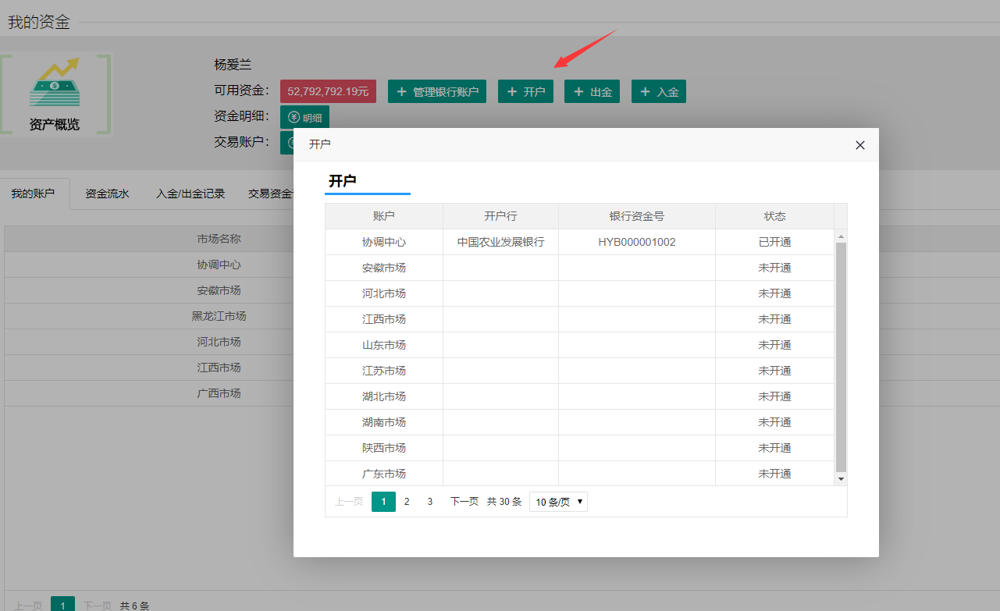 我的资金
杨爱兰
可用资金： 52,792,792.19元 + 管理银行账户 + 开户 + 出金 + 入金
资金明细： 明细
资产概览
交易账户：
我的账户 资金流水 入金/出金记录 交易资金
市场名称
协调中心
安徽市场
黑龙江市场
河北市场
江西市场
广西市场
上一页 1 下一页 共 6 条
开户
开户
账户 开户行 银行资金号 状态
协调中心 中国农业发展银行 HYB000001002 已开通
安徽市场 未开通
河北市场 未开通
江西市场 未开通
山东市场 未开通
江苏市场 未开通
湖北市场 未开通
湖南市场 未开通
陕西市场 未开通
广东市场 未开通
上一页 1 2 3 下一页 共 30 条 10 条/页